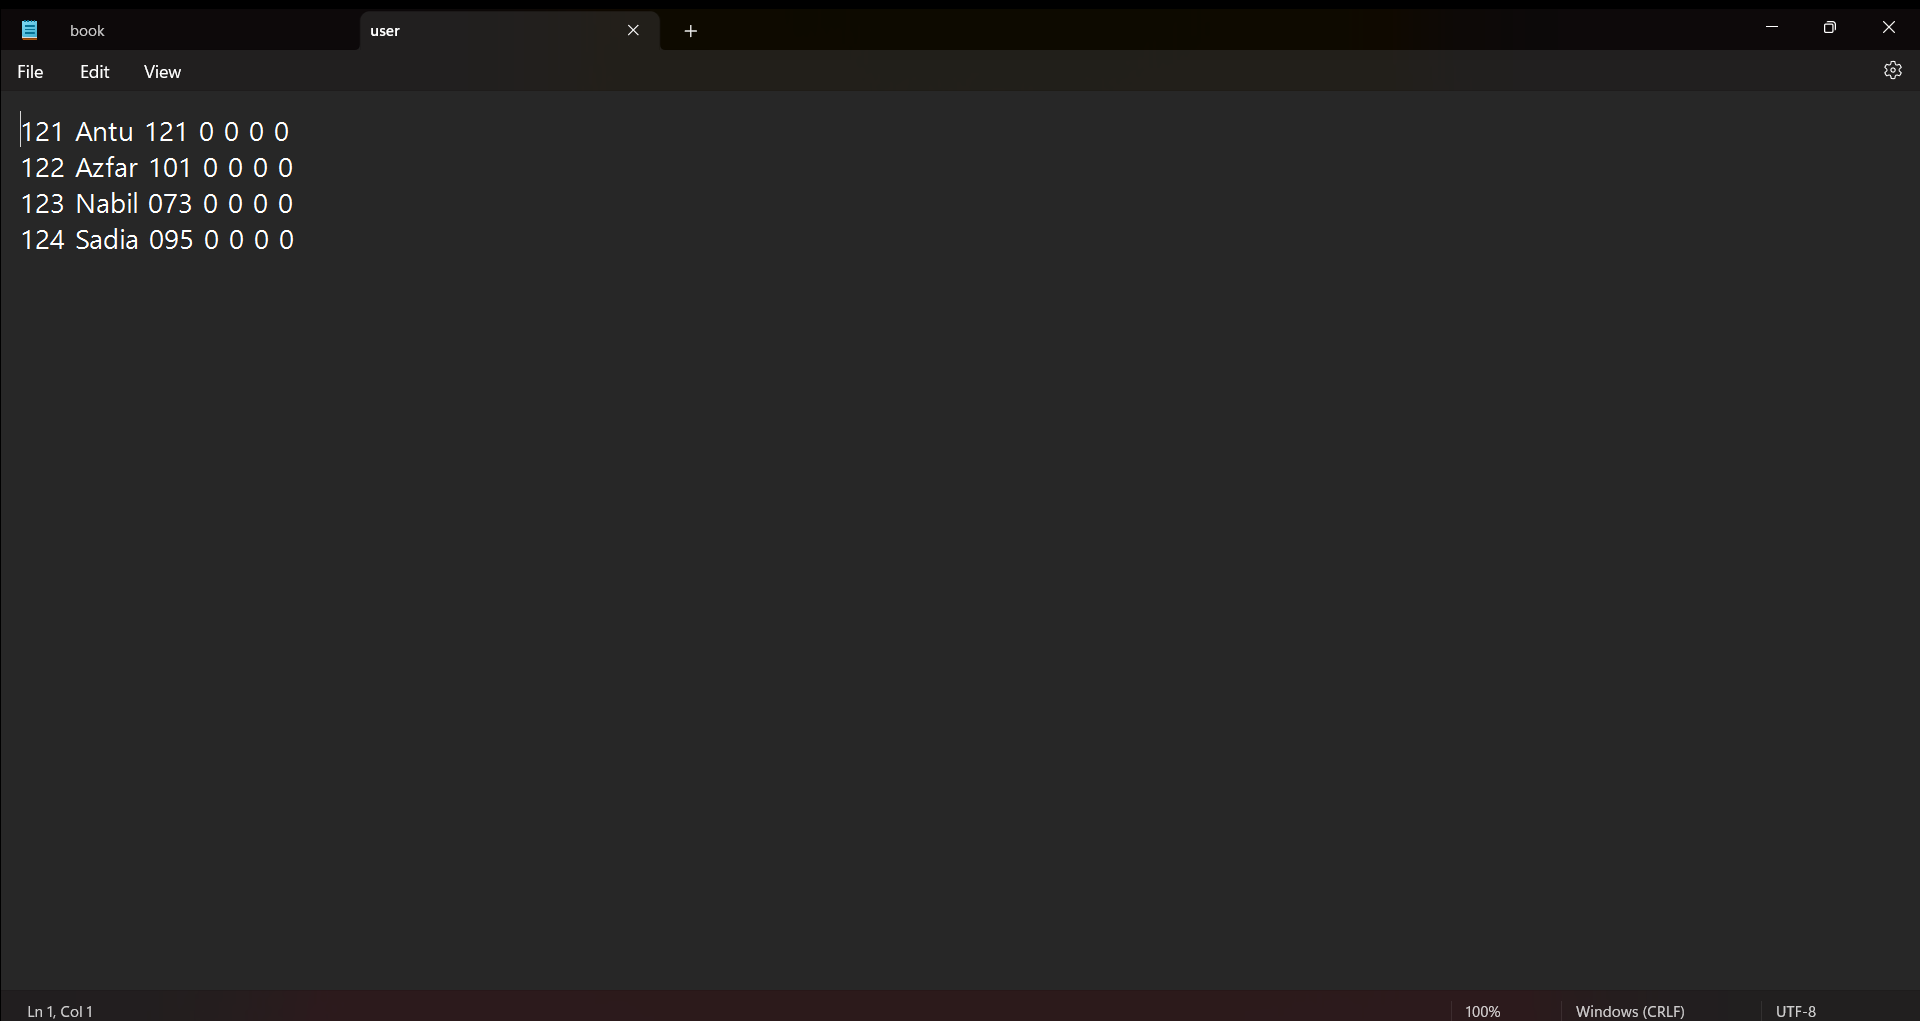 book
user
File Edit View
121 Antu 121 0 0 0 0
122 Azfar 101 0 0 0 0
123 Nabil 073 0 0 0 0
124 Sadia 095 0 0 0 0
Ln 1, Col 1 100% Windows (CRLF) UTF-8